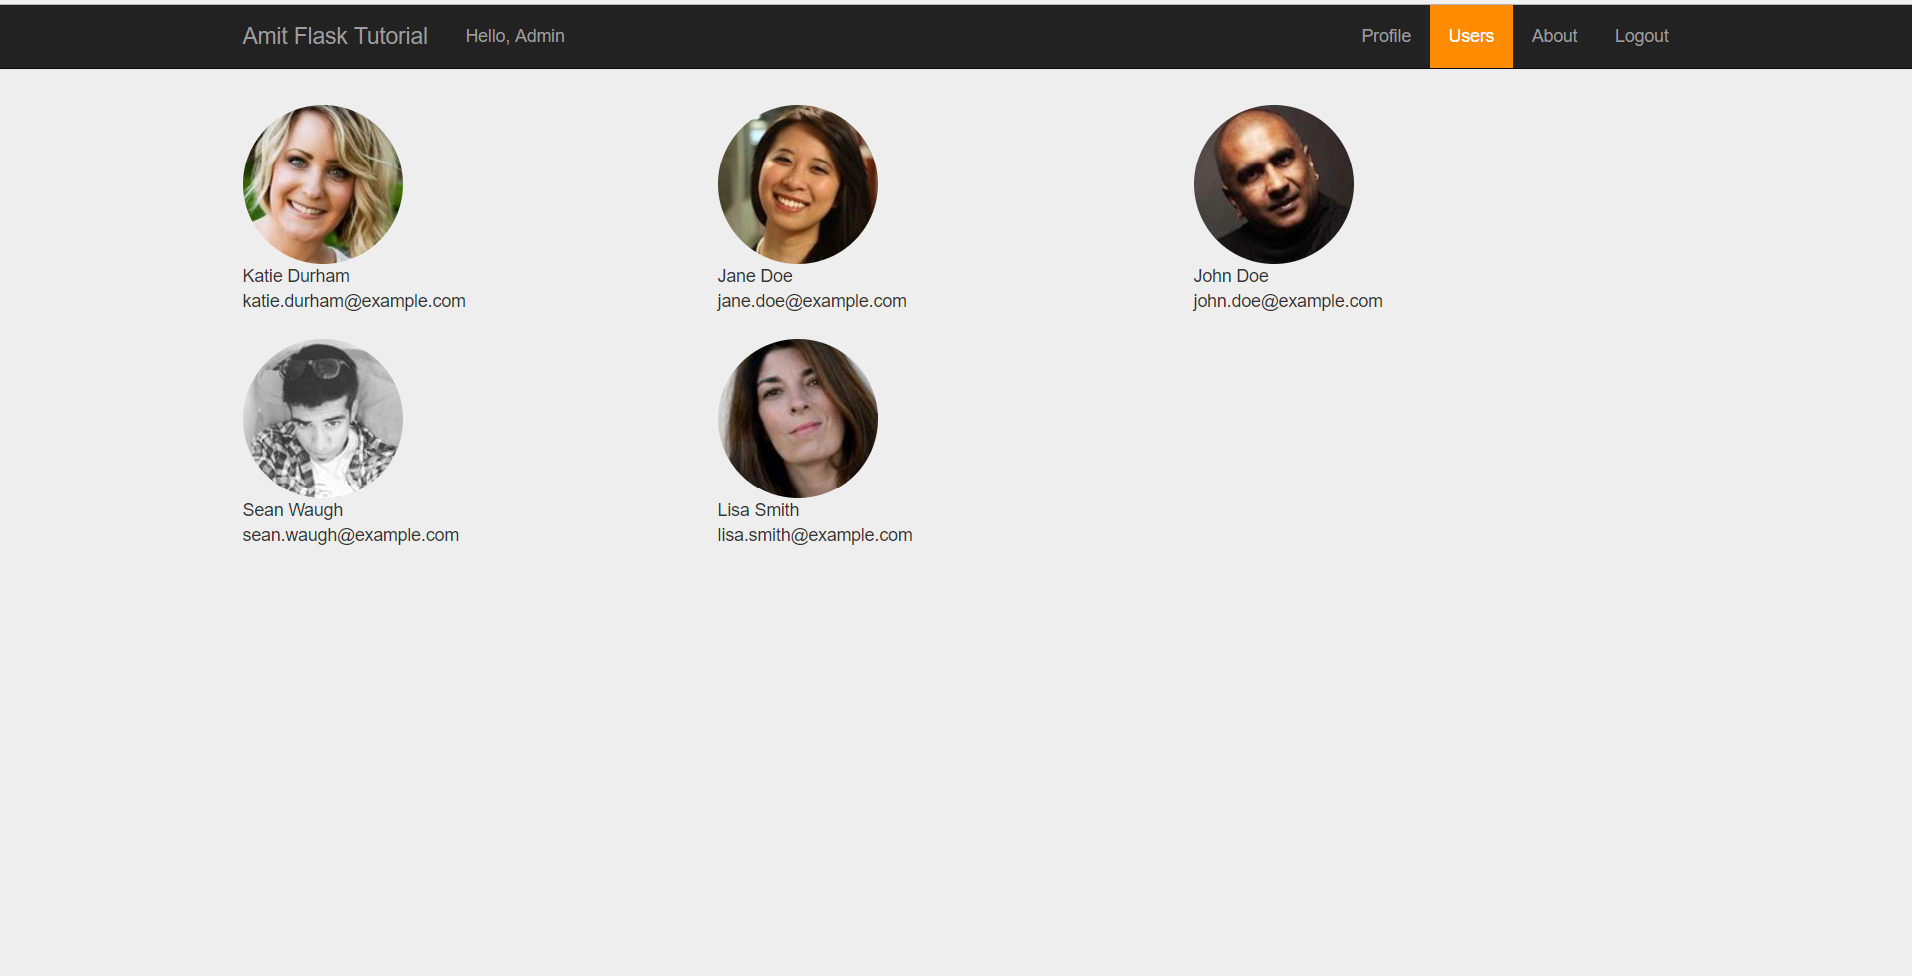 Amit Flask Tutorial Hello, Admin Profile Users About Logout
Katie Durham
katie.durham@example.com
Jane Doe
jane.doe@example.com
John Doe
john.doe@example.com
Sean Waugh
sean.waugh@example.com
Lisa Smith
lisa.smith@example.com